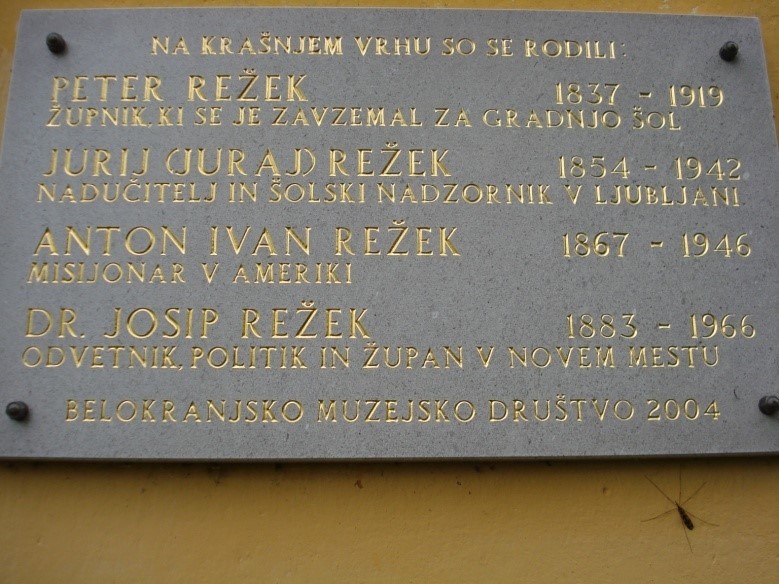 NA KRAŠNJEM VRHU SO SE RODILI:
PETER REŽEK 1837 - 1919
ŽUPNIK, KI SE JE ZAVZEMAL ZA GRADNJO ŠOL
JURIJ (JURAJ) REŽEK 1854 - 1942
NADUČITELJ IN ŠOLSKI NADZORNIK V LJUBLJANI
ANTON IVAN REŽEK 1867 - 1946
MISIJONAR V AMERIKI
DR. JOSIP REŽEK 1883 - 1966
ODVETNIK, POLITIK IN ŽUPAN V NOVEM MESTU
BELOKRANJSKO MUZEJSKO DRUŠTVO 2004